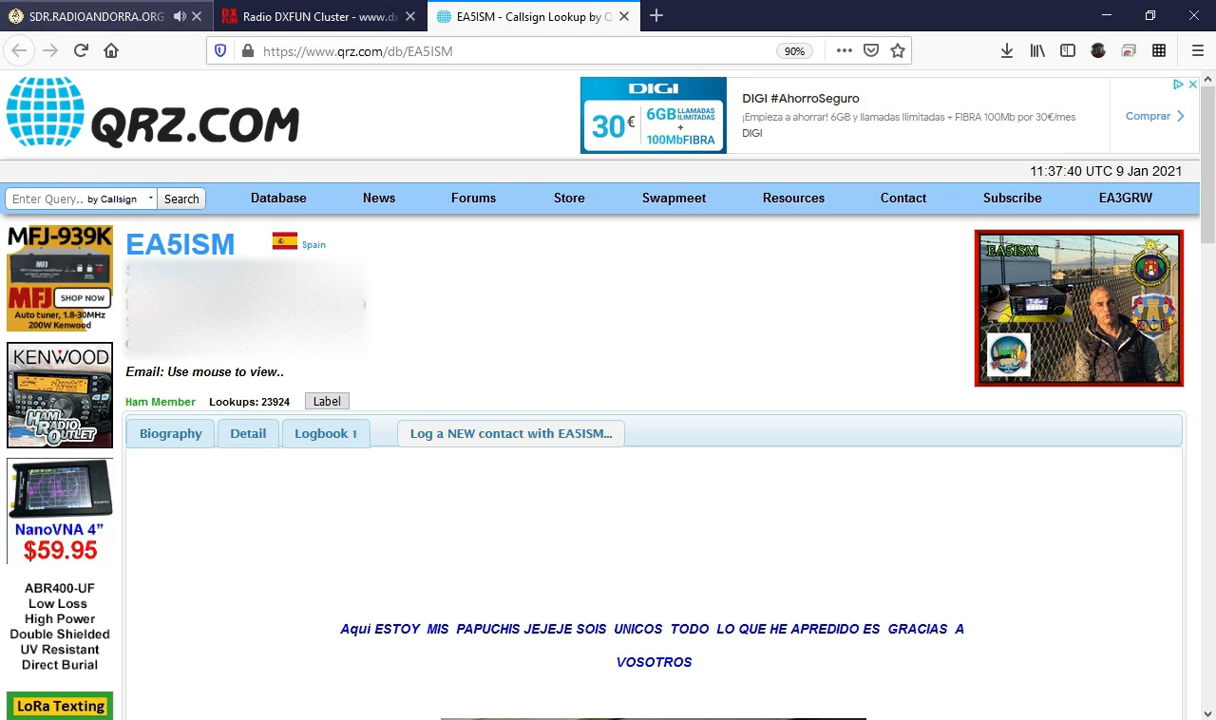 SDR.RADIOANDORRA.ORG
Radio DXFUN Cluster - www.dx
EA5ISM - Callsign Lookup by Q
https://www.qrz.com/db/EA5ISM
90%
QRZ.COM
DIGI
30€
6GB LLAMADAS ILIMITADAS
+
100Mb FIBRA
DIGI #AhorroSeguro
¡Empieza a ahorrar! 6GB y llamadas Ilimitadas + FIBRA 100Mb por 30€/mes
DIGI
Comprar
11:37:40 UTC 9 Jan 2021
Enter Query.. by Callsign Search
Database News Forums Store Swapmeet Resources Contact Subscribe EA3GRW
MFJ-939K
MFJ
SHOP NOW
Auto tuner, 1.8-30MHz
200W Kenwood
EA5ISM
Spain
EA5ISM
Email: Use mouse to view..
Ham Member Lookups: 23924 Label
KENWOOD
HAM RADIO OUTLET
Biography Detail Logbook 1 Log a NEW contact with EA5ISM...
NanoVNA 4”
$59.95
ABR400-UF
Low Loss
High Power
Double Shielded
UV Resistant
Direct Burial
LoRa Texting
Aqui ESTOY MIS PAPUCHIS JEJEJE SOIS UNICOS TODO LO QUE HE APREDIDO ES GRACIAS A
VOSOTROS